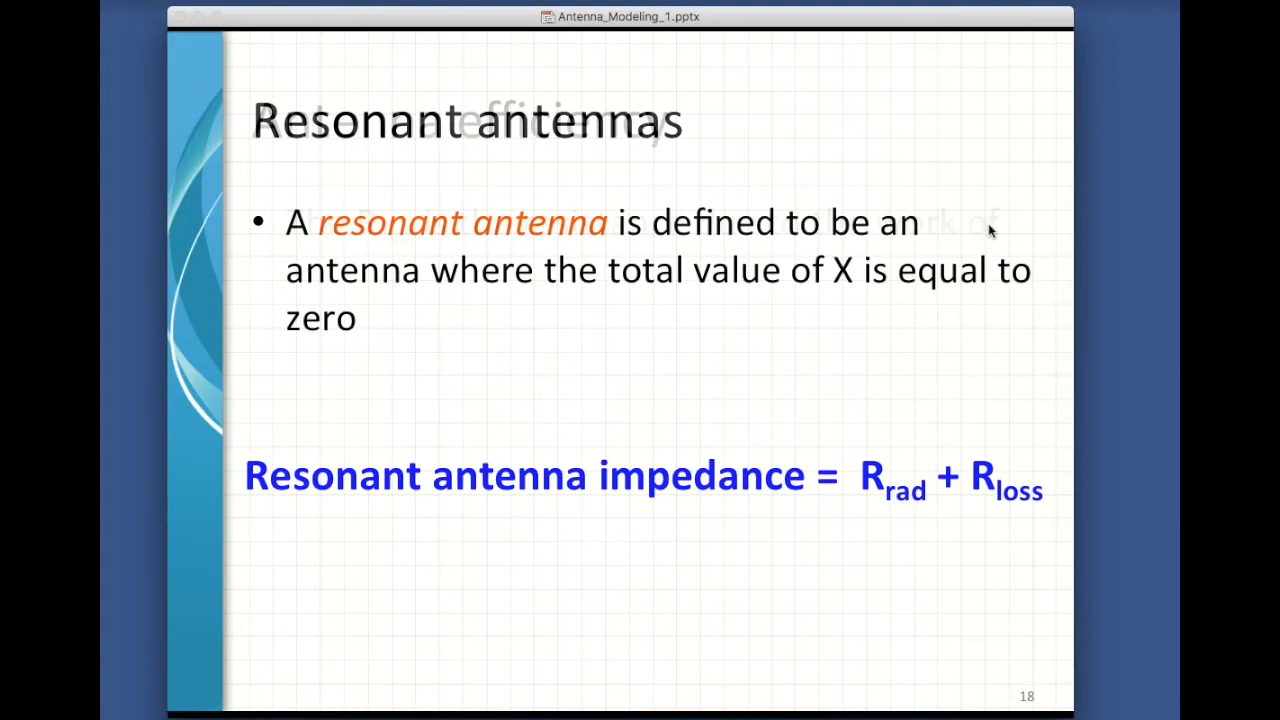 Antenna_Modeling_1.pptx
Resonant antennas
• A resonant antenna is defined to be an
antenna where the total value of X is equal to
zero
Resonant antenna impedance = Rrad + Rloss
18